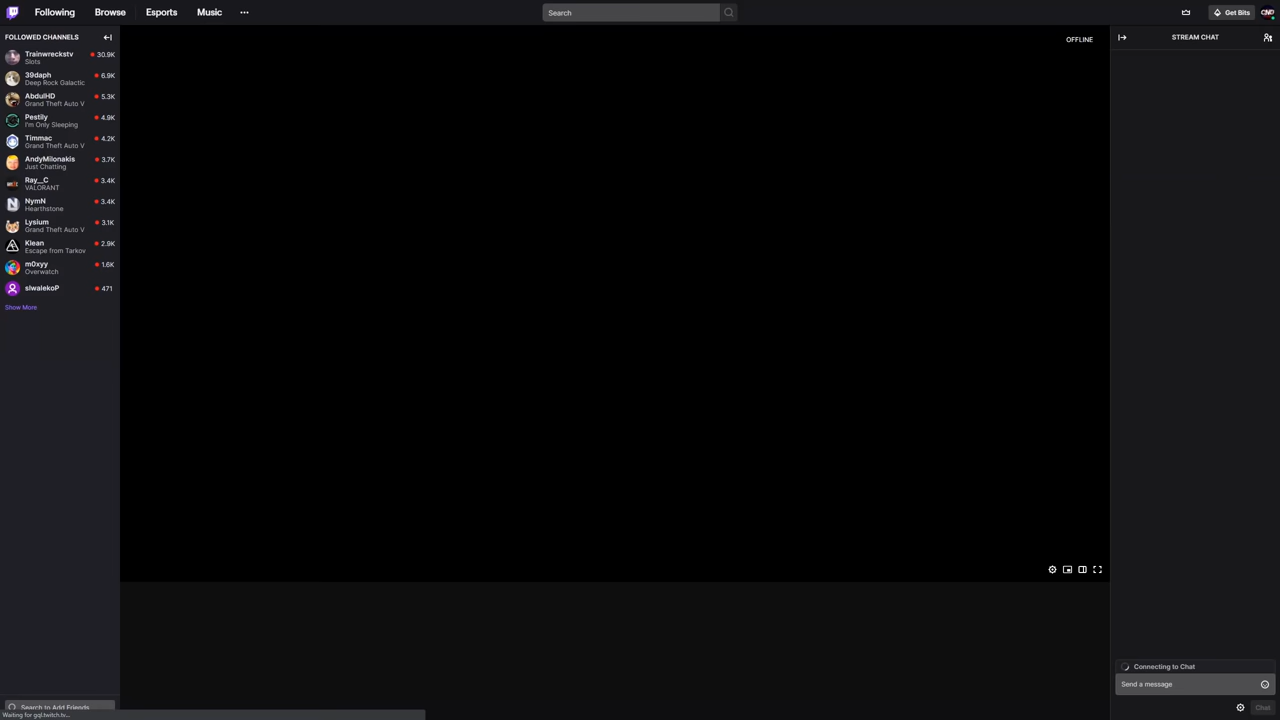 Following
Browse
Esports
Music
Search
Get Bits
FOLLOWED CHANNELS
Trainwreckstv 30.9K
Slots
39daph 6.9K
Deep Rock Galactic
AbdulHD 5.3K
Grand Theft Auto V
Pestily 4.9K
I'm Only Sleeping
Timmac 4.2K
Grand Theft Auto V
AndyMilonakis 3.7K
Just Chatting
Ray__C 3.4K
VALORANT
NymN 3.4K
Hearthstone
Lysium 3.1K
Grand Theft Auto V
Klean 2.9K
Escape from Tarkov
m0xyy 1.6K
Overwatch
slwalekoP 471
Show More
Search to Add Friends
Waiting for gql.twitch.tv...
OFFLINE
STREAM CHAT
Connecting to Chat
Send a message
Chat